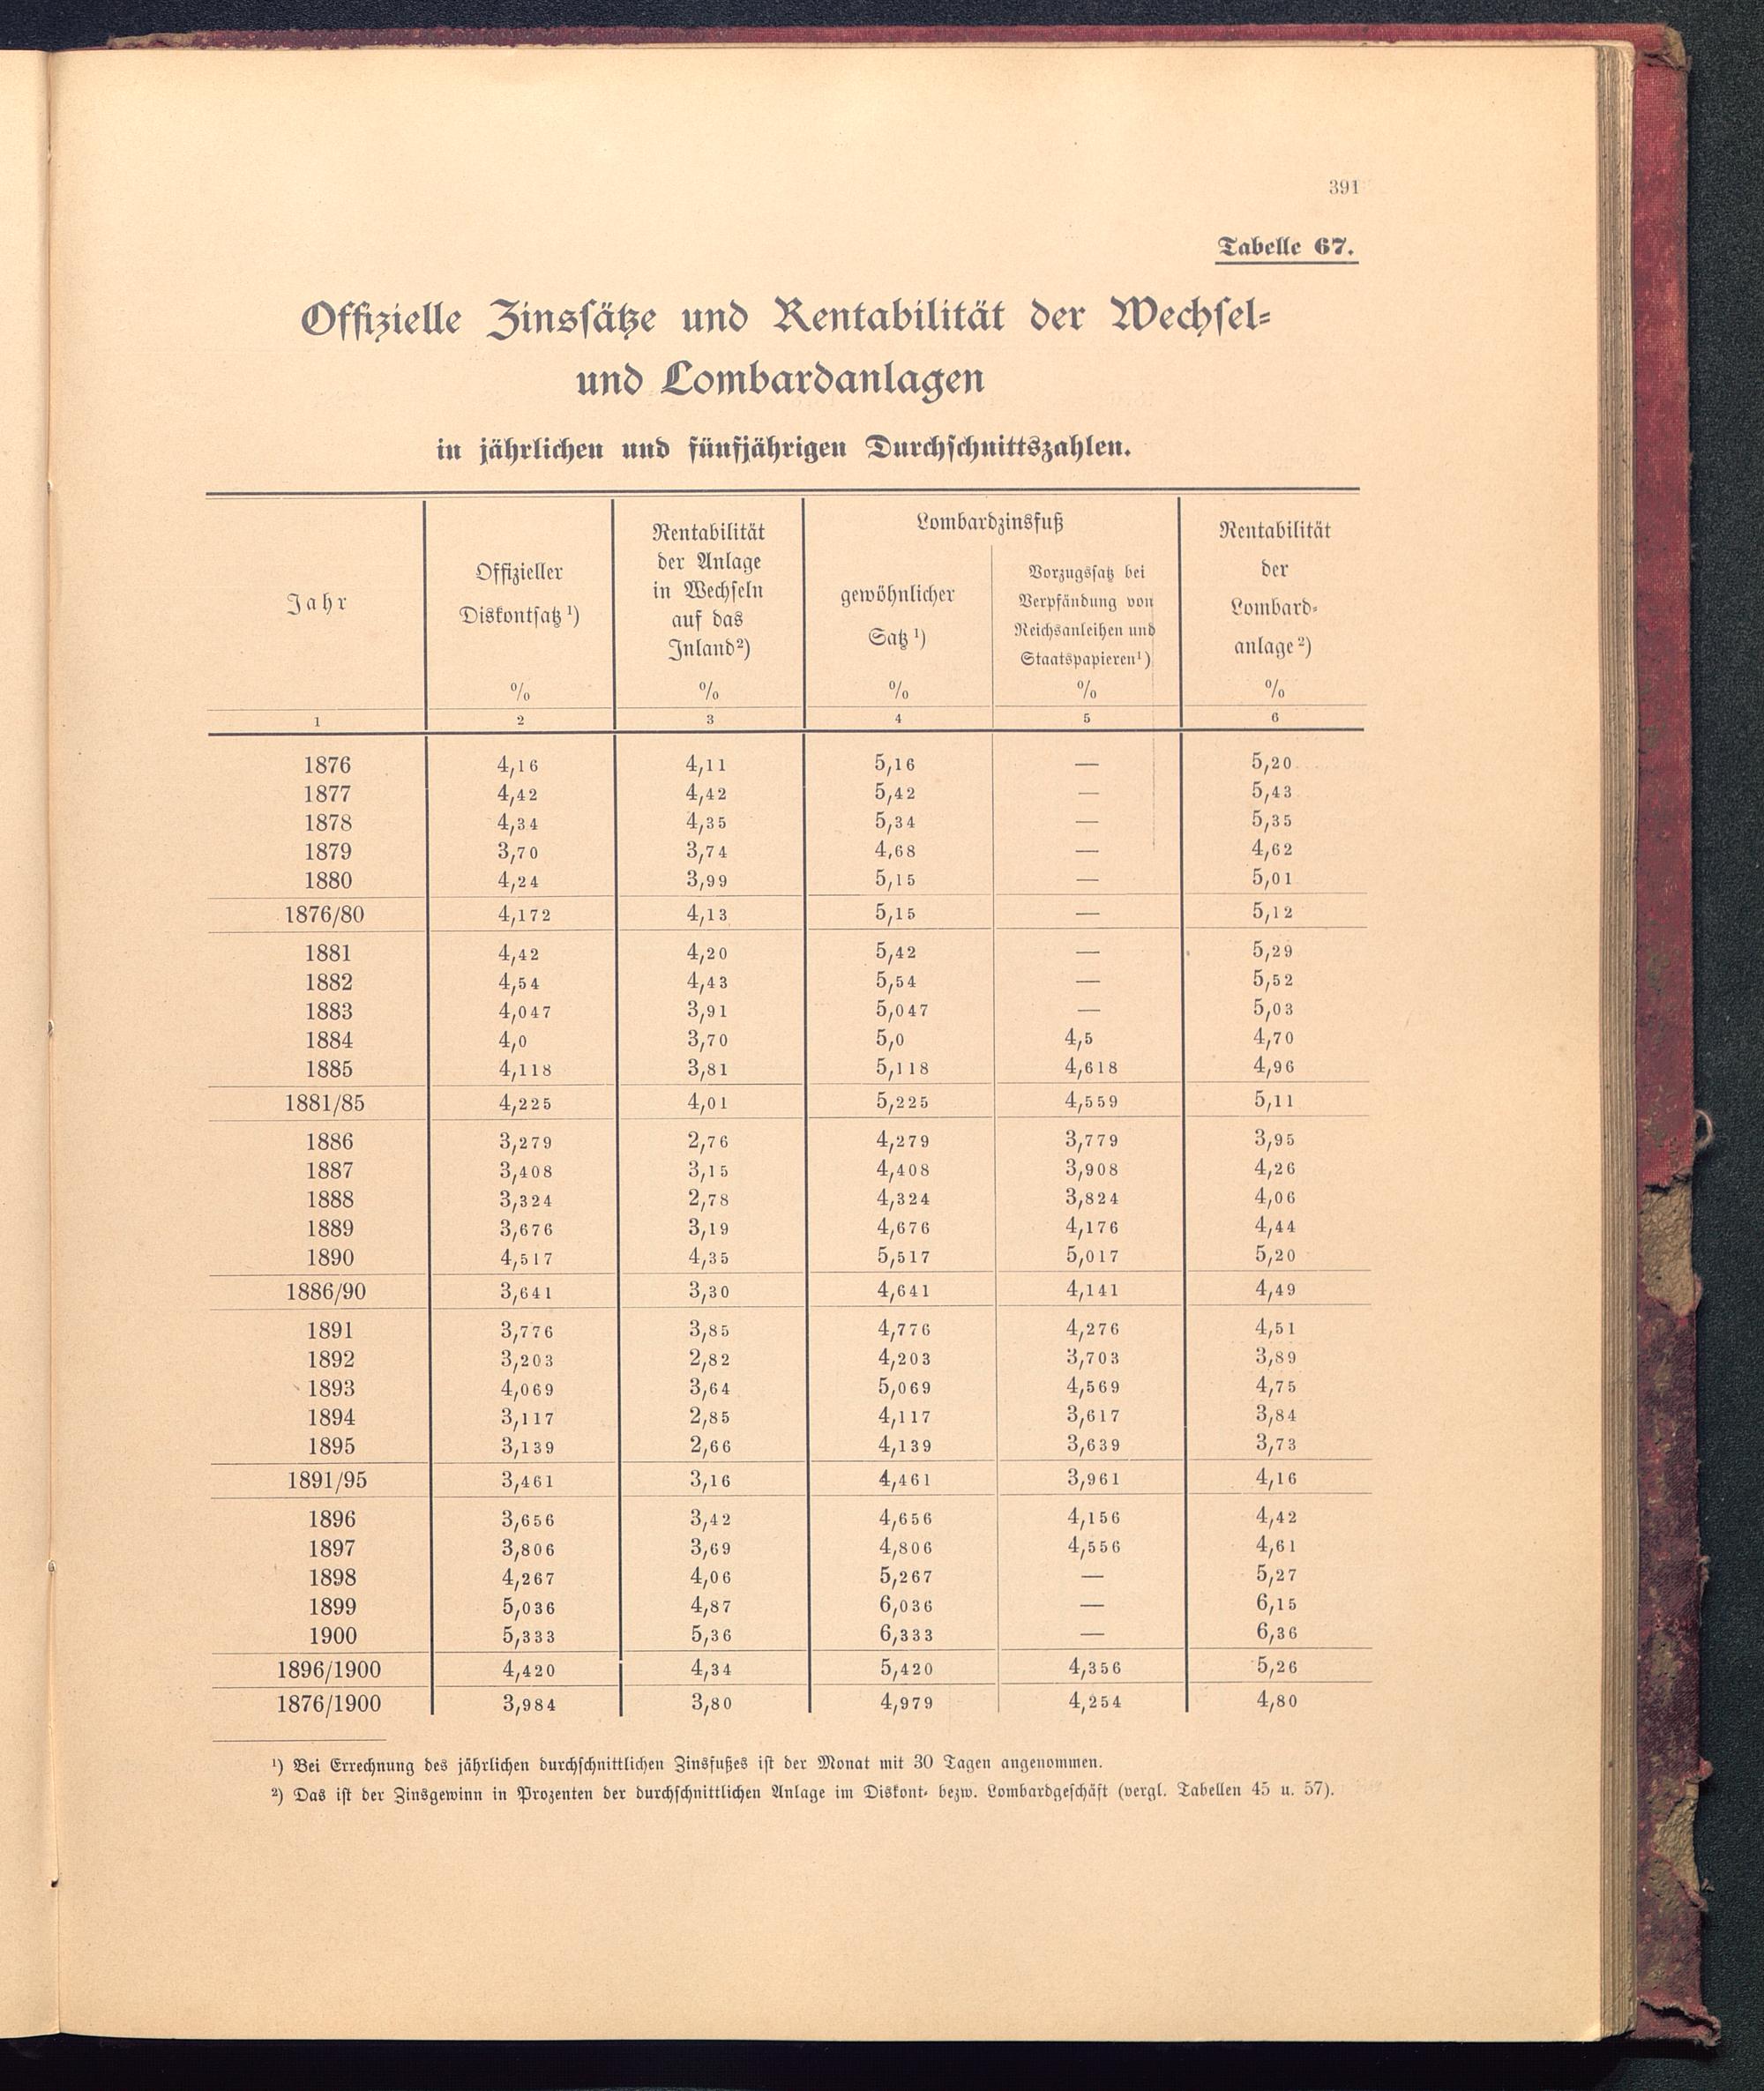 391
Tabelle 67.
Offizielle Zinssätze und Rentabilität der Wechsel-
und Lombardanlagen
in jährlichen und fünfjährigen Durchschnittszahlen.
Jahr
Offizieller
Diskontsatz ¹)
%
Rentabilität
der Anlage
in Wechseln
auf das
Inland²)
%
Lombardzinsfuß
gewöhnlicher
Satz ¹)
%
Vorzugssatz bei
Verpfändung von
Reichsanleihen und
Staatspapieren¹)
%
Rentabilität
der
Lombard-
anlage ²)
%
1 2 3 4 5 6
1876 4,16 4,11 5,16 — 5,20
1877 4,42 4,42 5,42 — 5,43
1878 4,34 4,35 5,34 — 5,35
1879 3,70 3,74 4,68 — 4,62
1880 4,24 3,99 5,15 — 5,01
1876/80 4,172 4,13 5,15 — 5,12
1881 4,42 4,20 5,42 — 5,29
1882 4,54 4,43 5,54 — 5,52
1883 4,047 3,91 5,047 — 5,03
1884 4,0 3,70 5,0 4,5 4,70
1885 4,118 3,81 5,118 4,618 4,96
1881/85 4,225 4,01 5,225 4,559 5,11
1886 3,279 2,76 4,279 3,779 3,95
1887 3,408 3,15 4,408 3,908 4,26
1888 3,324 2,78 4,324 3,824 4,06
1889 3,676 3,19 4,676 4,176 4,44
1890 4,517 4,35 5,517 5,017 5,20
1886/90 3,641 3,30 4,641 4,141 4,49
1891 3,776 3,85 4,776 4,276 4,51
1892 3,203 2,82 4,203 3,703 3,89
1893 4,069 3,64 5,069 4,569 4,75
1894 3,117 2,85 4,117 3,617 3,84
1895 3,139 2,66 4,139 3,639 3,73
1891/95 3,461 3,16 4,461 3,961 4,16
1896 3,656 3,42 4,656 4,156 4,42
1897 3,806 3,69 4,806 4,556 4,61
1898 4,267 4,06 5,267 — 5,27
1899 5,036 4,87 6,036 — 6,15
1900 5,333 5,36 6,333 — 6,36
1896/1900 4,420 4,34 5,420 4,356 5,26
1876/1900 3,984 3,80 4,979 4,254 4,80
¹) Bei Errechnung des jährlichen durchschnittlichen Zinsfußes ist der Monat mit 30 Tagen angenommen.
²) Das ist der Zinsgewinn in Prozenten der durchschnittlichen Anlage im Diskont- bezw. Lombardgeschäft (vergl. Tabellen 45 u. 57).